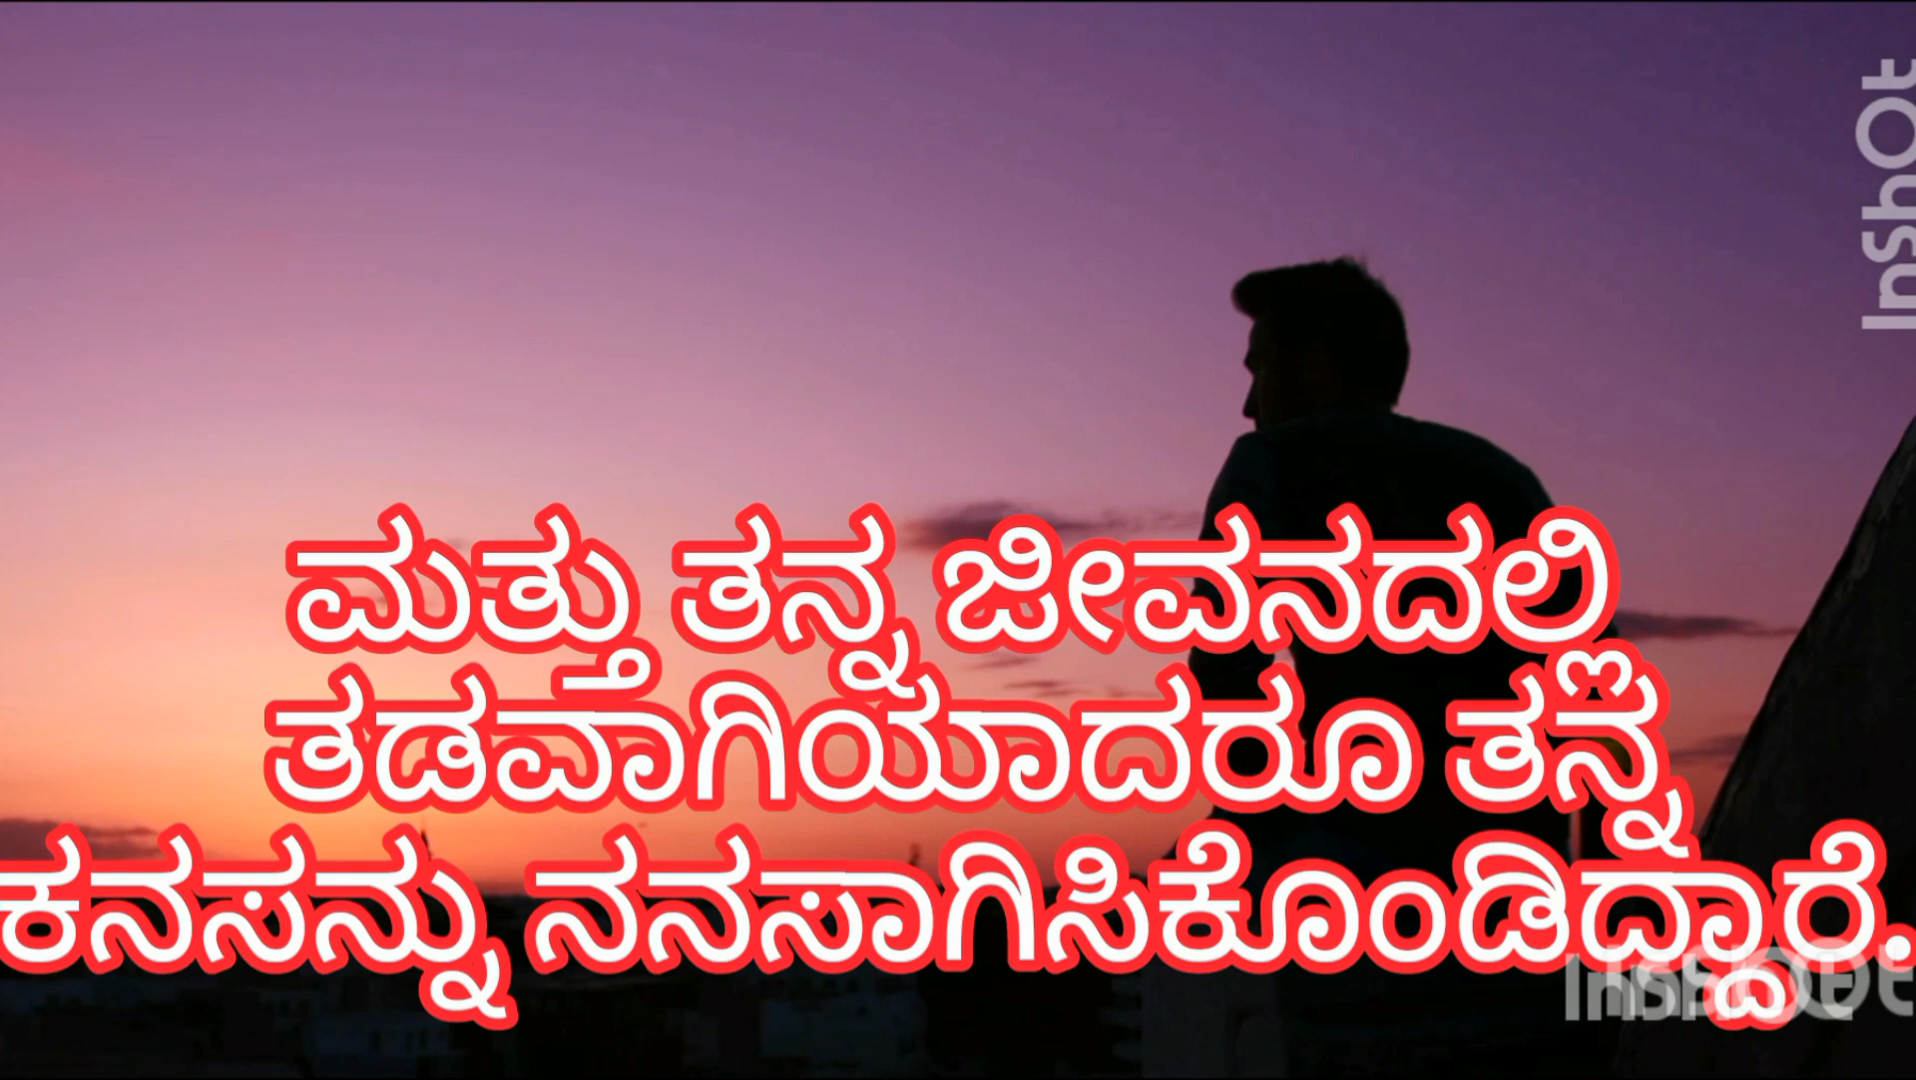 ಮತ್ತು ತನ್ನ ಜೀವನದಲ್ಲಿ
ತಡವಾಗಿಯಾದರೂ ತನ್ನ
ಕನಸನ್ನು ನನಸಾಗಿಸಿಕೊಂಡಿದ್ದಾರೆ.
InShOt
InShOt